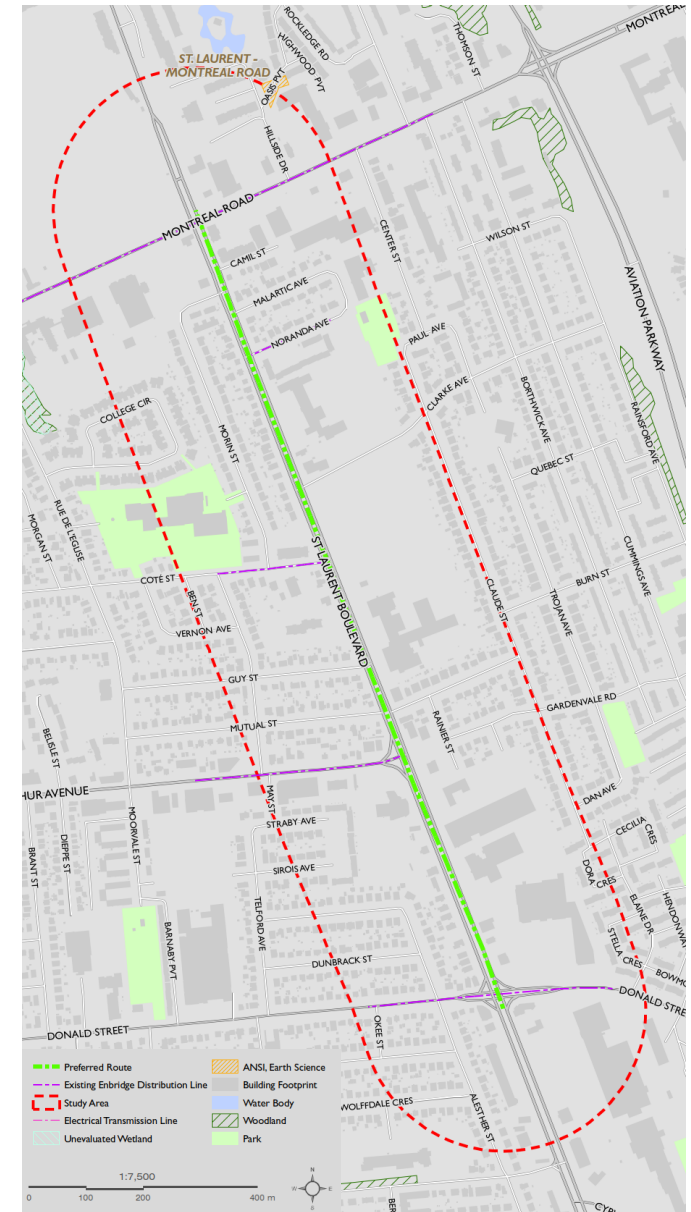 ROCKLEDGE RD
HIGHWOOD PVT
THOMSON ST
MONTREAL
ST. LAURENT -
MONTREAL ROAD
OASIS PVT
HILLSIDE DR
MONTREAL ROAD
CENTER ST
WILSON ST
CAMIL ST
MALARTIC AVE
NORANDA AVE
AVIATION PARKWAY
PAUL AVE
CLARKE AVE
BORTHWICK AVE
RAINSFORD AVE
COLLEGE CIR
MORIN ST
QUEBEC ST
RUE DE L'EGLISE
MORGAN ST
ST LAURENT BOULEVARD
CUMMINGS AVE
COTÉ ST
BEN ST
BURN ST
CLAUDE ST
TROJAN AVE
VERNON AVE
GUY ST
GARDENVALE RD
MUTUAL ST
RAINIER ST
BELISLE ST
HUR AVENUE
MAY ST
DAN AVE
STRABY AVE
CECILIA
CRES
MOORVALE ST
DIEPPE ST
BRANT ST
SIROIS AVE
DORA
CRES
ELAINE DR
HENDON WAY
TELFORD AVE
BARNABY PVT
STELLA CRES
DUNBRACK ST
BOWMO
DONALD STRE
DONALD STREET
OKEE ST
WOLFFDALE CRES
ALESTHER ST
BER
CYR
Preferred Route
Existing Enbridge Distribution Line
Study Area
Electrical Transmission Line
Unevaluated Wetland
ANSI, Earth Science
Building Footprint
Water Body
Woodland
Park
1:7,500
0 100 200 400 m
N
W E
S